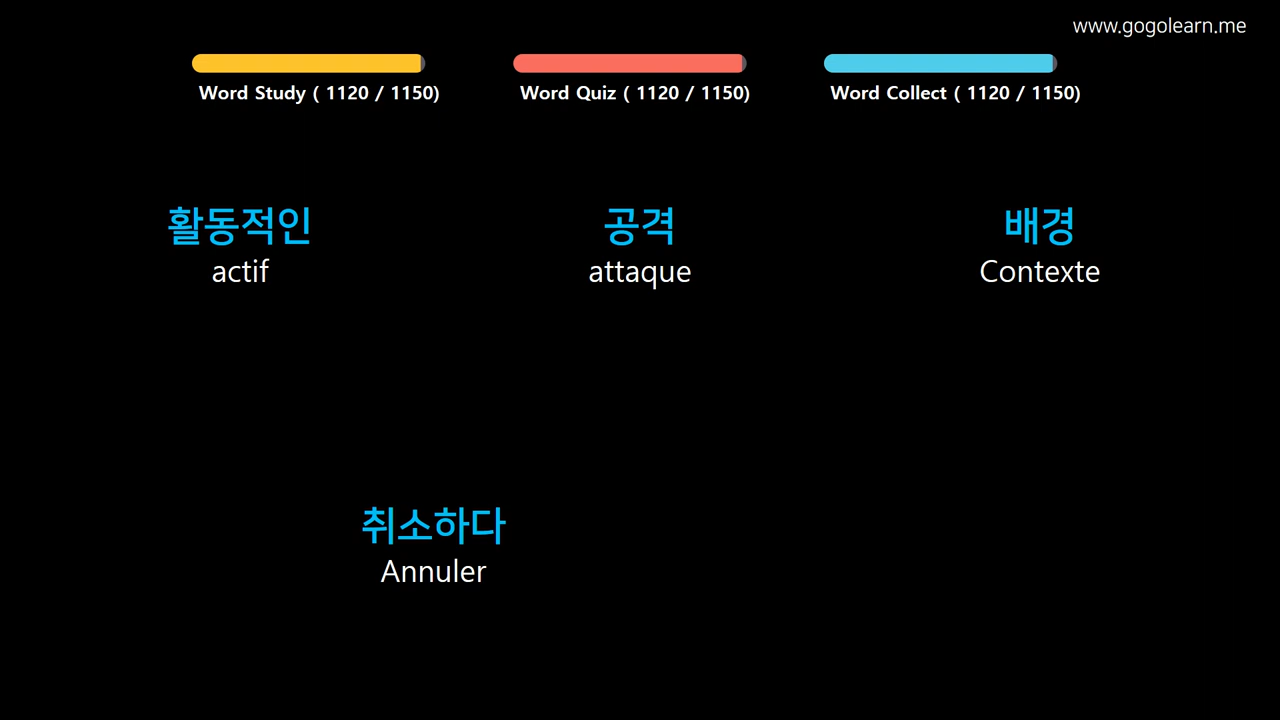 www.gogolearn.me
Word Study ( 1120 / 1150)
Word Quiz ( 1120 / 1150)
Word Collect ( 1120 / 1150)
활동적인
actif
공격
attaque
배경
Contexte
취소하다
Annuler